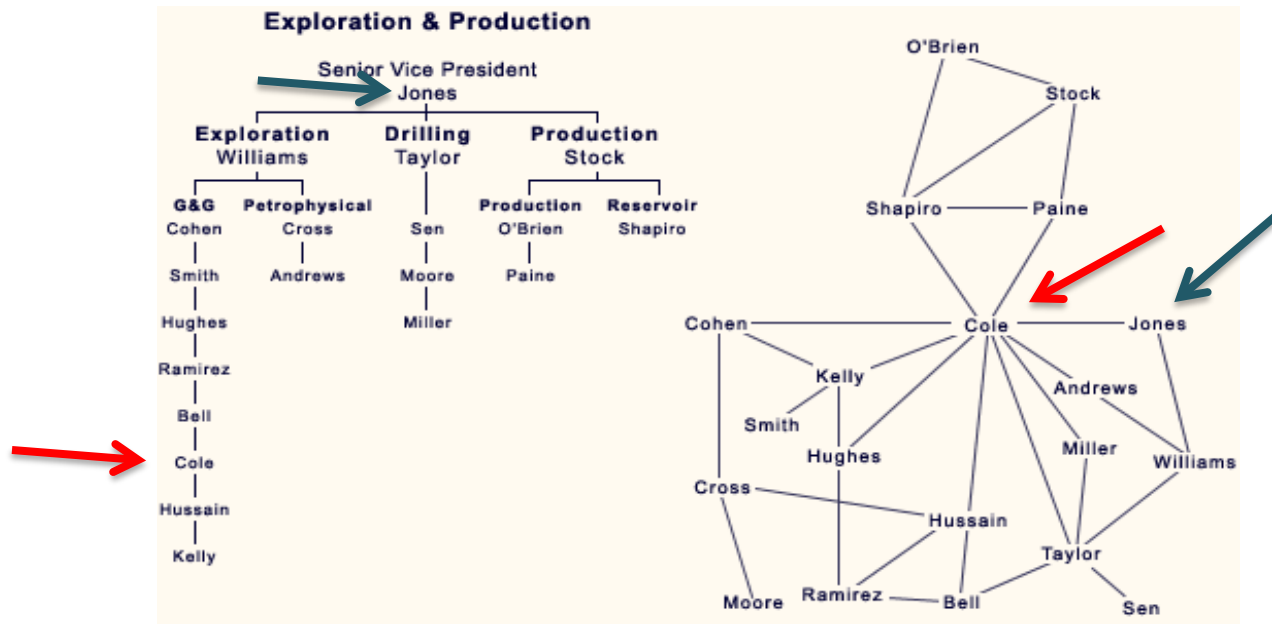 Exploration & Production
Senior Vice President
Jones
Exploration Drilling Production
Williams Taylor Stock
G&G Petrophysical Production Reservoir
Cohen Cross Sen O'Brien Shapiro
Smith Andrews Moore Paine
Hughes Miller
Ramirez
Bell
Cole
Hussain
Kelly
O'Brien
Stock
Shapiro Paine
Cohen Cole Jones
Kelly
Andrews
Smith
Miller
Hughes
Williams
Cross
Hussain
Taylor
Ramirez
Bell
Moore
Sen